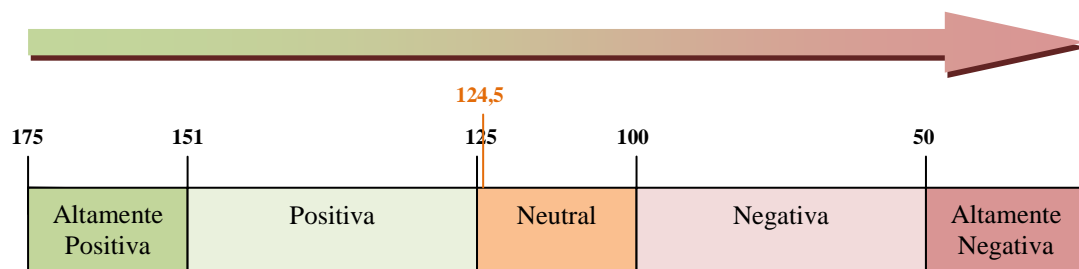 124,5
175 151 125 100 50
Altamente Positiva Neutral Negativa Altamente
Positiva Negativa